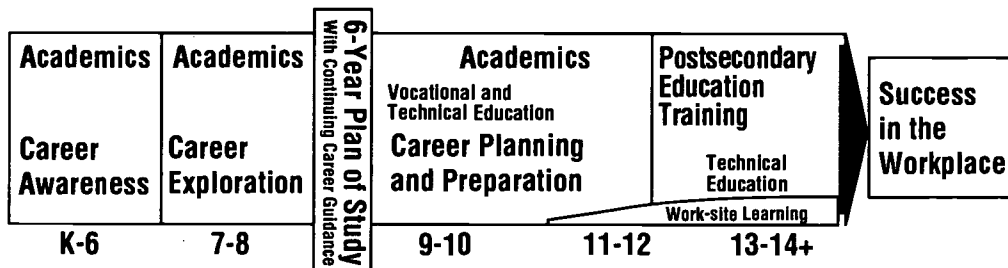 Academics
Career
Awareness
K-6
Academics
Career
Exploration
7-8
6-Year Plan of Study
With Continuing Career Guidance
Academics
Vocational and
Technical Education
Career Planning
and Preparation
9-10
11-12
Postsecondary
Education
Training
Technical
Education
Work-site Learning
13-14+
Success
in the
Workplace